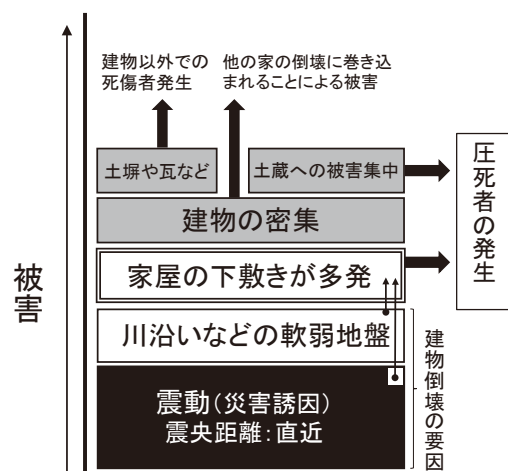 建物以外での
死傷者発生
他の家の倒壊に巻き込
まれることによる被害
土塀や瓦など
土蔵への被害集中
建物の密集
家屋の下敷きが多発
川沿いなどの軟弱地盤
震動(災害誘因)
震央距離:直近
被害
圧死者の発生
建物倒壊の要因